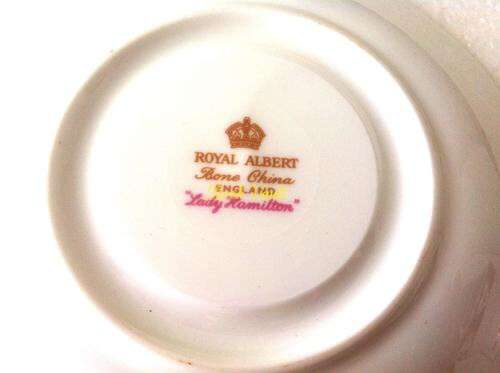 ROYAL ALBERT
Bone China
ENGLAND
"Lady Hamilton"